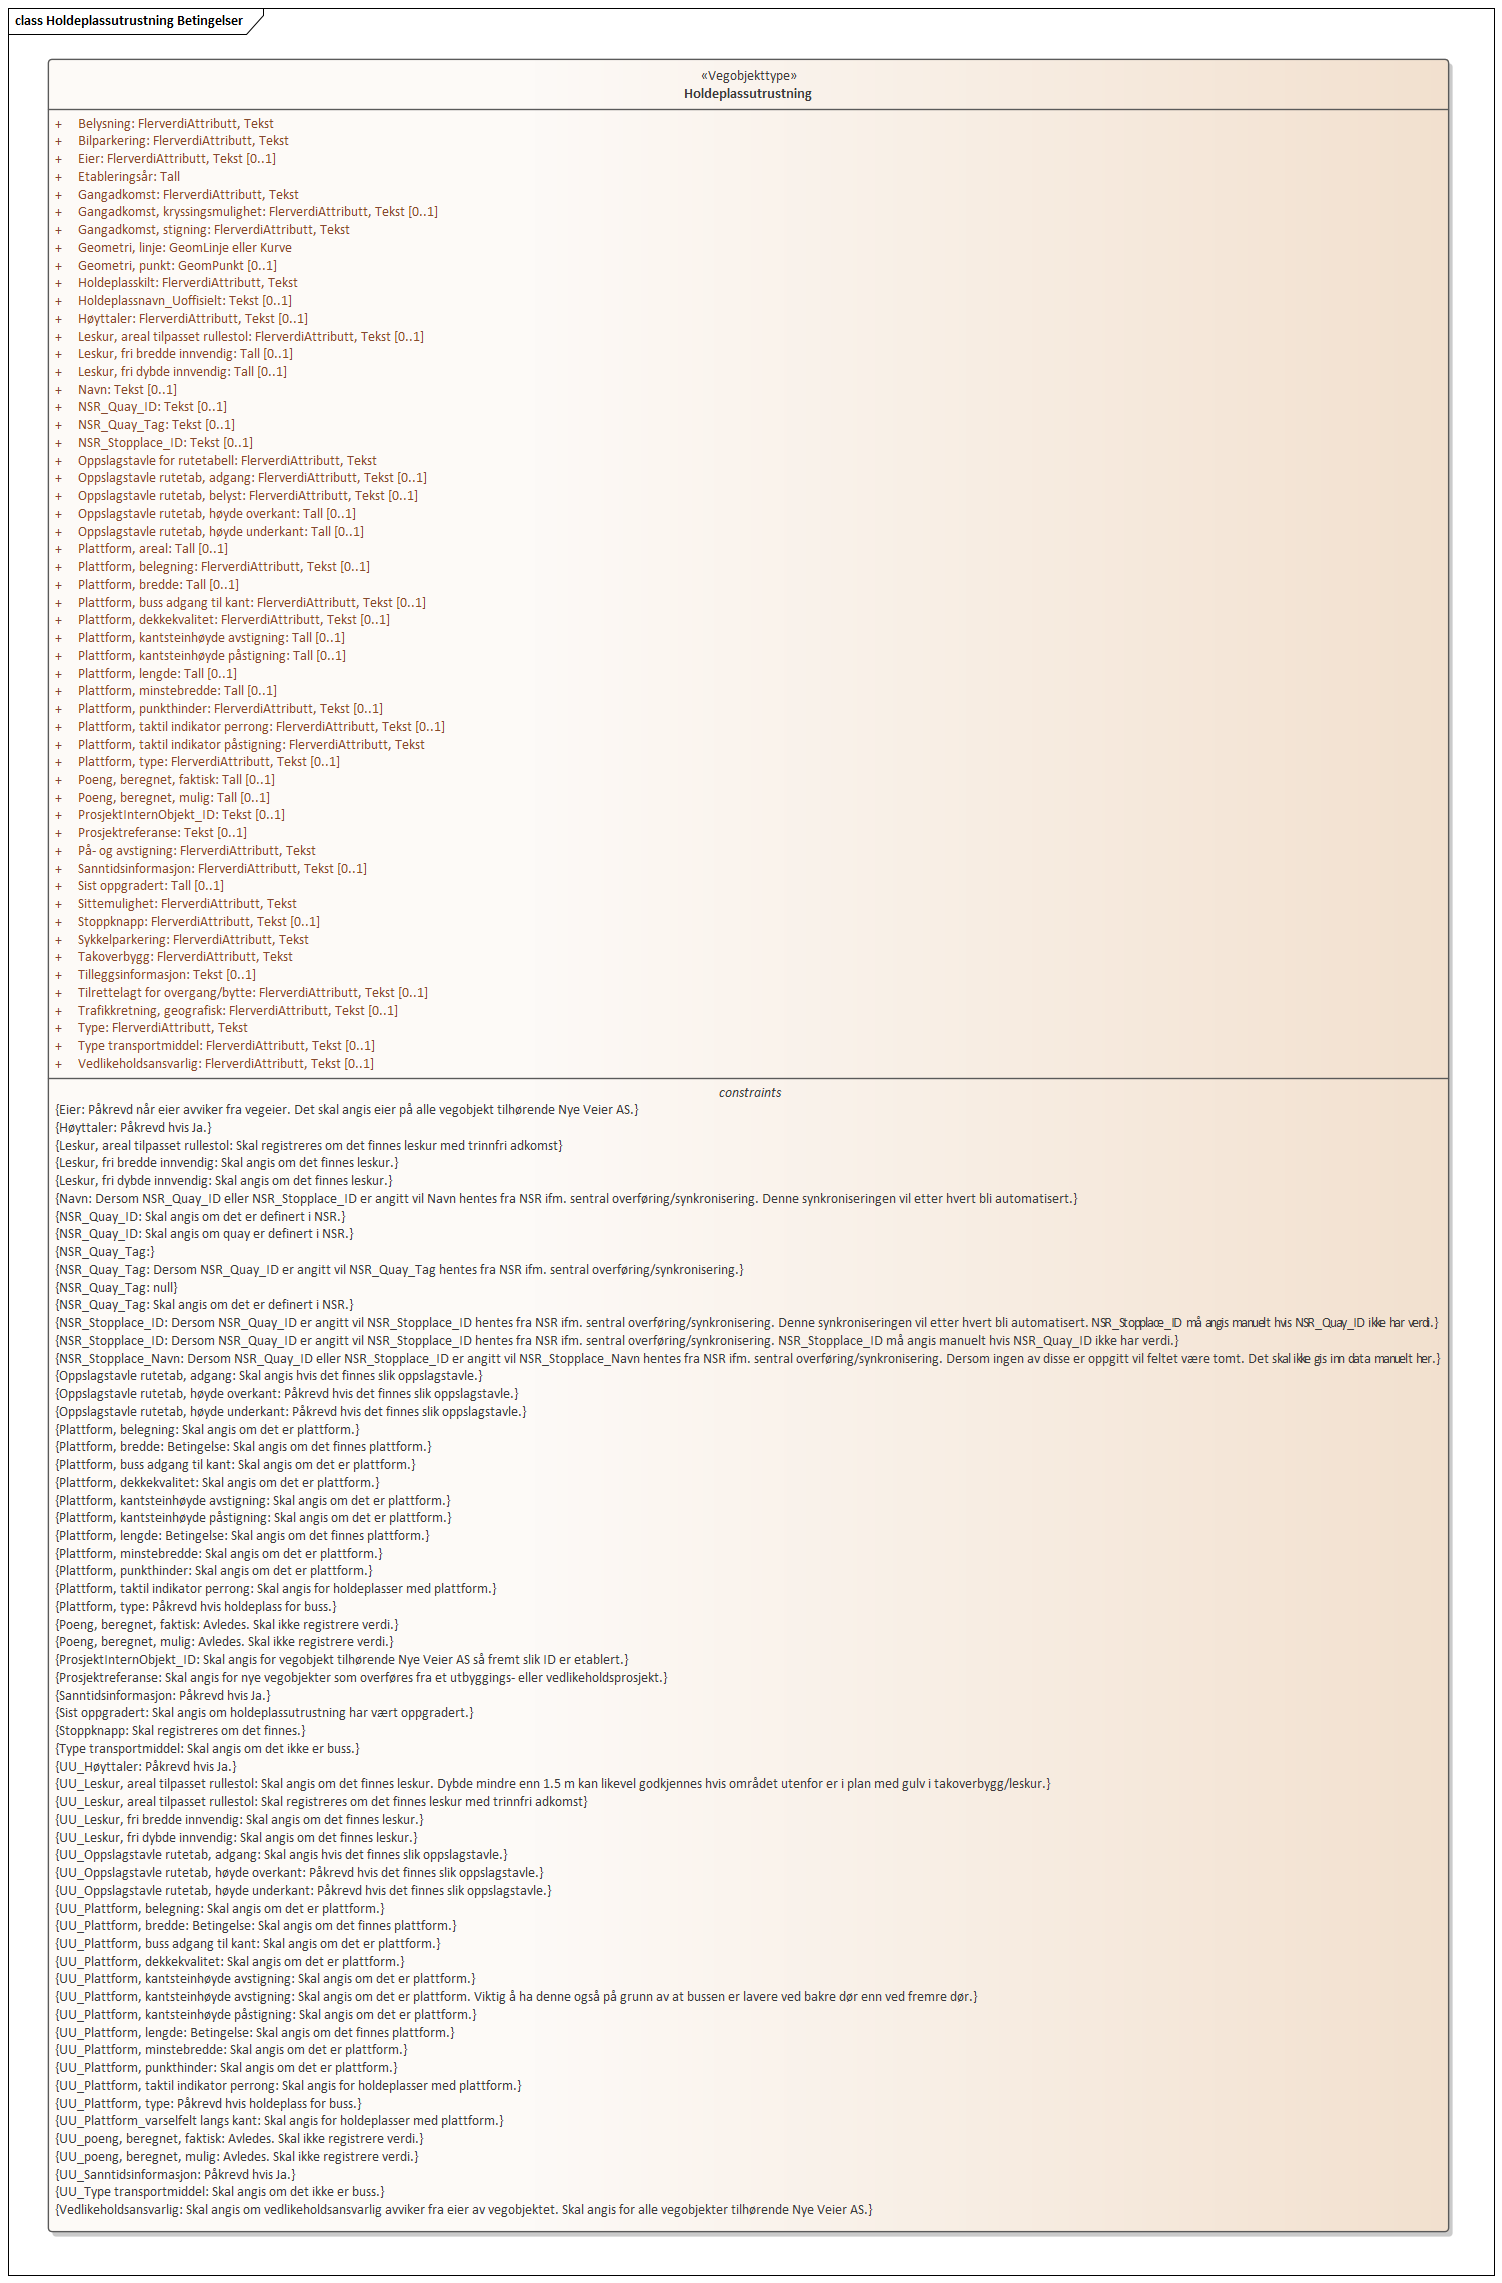 class Holdeplassutrustning Betingelser
«Vegobjekttype»
Holdeplassutrustning
+ Belysning: FlerverdiAttributt, Tekst
+ Bilparkering: FlerverdiAttributt, Tekst
+ Eier: FlerverdiAttributt, Tekst [0..1]
+ Etableringsår: Tall
+ Gangadkomst: FlerverdiAttributt, Tekst
+ Gangadkomst, kryssingsmulighet: FlerverdiAttributt, Tekst [0..1]
+ Gangadkomst, stigning: FlerverdiAttributt, Tekst
+ Geometri, linje: GeomLinje eller Kurve
+ Geometri, punkt: GeomPunkt [0..1]
+ Holdeplasskilt: FlerverdiAttributt, Tekst
+ Holdeplassnavn_Uoffisielt: Tekst [0..1]
+ Høyttaler: FlerverdiAttributt, Tekst [0..1]
+ Leskur, areal tilpasset rullestol: FlerverdiAttributt, Tekst [0..1]
+ Leskur, fri bredde innvendig: Tall [0..1]
+ Leskur, fri dybde innvendig: Tall [0..1]
+ Navn: Tekst [0..1]
+ NSR_Quay_ID: Tekst [0..1]
+ NSR_Quay_Tag: Tekst [0..1]
+ NSR_Stopplace_ID: Tekst [0..1]
+ Oppslagstavle for rutetabell: FlerverdiAttributt, Tekst
+ Oppslagstavle rutetab, adgang: FlerverdiAttributt, Tekst [0..1]
+ Oppslagstavle rutetab, belyst: FlerverdiAttributt, Tekst [0..1]
+ Oppslagstavle rutetab, høyde overkant: Tall [0..1]
+ Oppslagstavle rutetab, høyde underkant: Tall [0..1]
+ Plattform, areal: Tall [0..1]
+ Plattform, belegning: FlerverdiAttributt, Tekst [0..1]
+ Plattform, bredde: Tall [0..1]
+ Plattform, buss adgang til kant: FlerverdiAttributt, Tekst [0..1]
+ Plattform, dekkekvalitet: FlerverdiAttributt, Tekst [0..1]
+ Plattform, kantsteinhøyde avstigning: Tall [0..1]
+ Plattform, kantsteinhøyde påstigning: Tall [0..1]
+ Plattform, lengde: Tall [0..1]
+ Plattform, minstebredde: Tall [0..1]
+ Plattform, punkthinder: FlerverdiAttributt, Tekst [0..1]
+ Plattform, taktil indikator perrong: FlerverdiAttributt, Tekst [0..1]
+ Plattform, taktil indikator påstigning: FlerverdiAttributt, Tekst
+ Plattform, type: FlerverdiAttributt, Tekst [0..1]
+ Poeng, beregnet, faktisk: Tall [0..1]
+ Poeng, beregnet, mulig: Tall [0..1]
+ ProsjektInternObjekt_ID: Tekst [0..1]
+ Prosjektreferanse: Tekst [0..1]
+ På- og avstigning: FlerverdiAttributt, Tekst
+ Sanntidsinformasjon: FlerverdiAttributt, Tekst [0..1]
+ Sist oppgradert: Tall [0..1]
+ Sittemulighet: FlerverdiAttributt, Tekst
+ Stoppknapp: FlerverdiAttributt, Tekst [0..1]
+ Sykkelparkering: FlerverdiAttributt, Tekst
+ Takoverbygg: FlerverdiAttributt, Tekst
+ Tilleggsinformasjon: Tekst [0..1]
+ Tilrettelagt for overgang/bytte: FlerverdiAttributt, Tekst [0..1]
+ Trafikkretning, geografisk: FlerverdiAttributt, Tekst [0..1]
+ Type: FlerverdiAttributt, Tekst
+ Type transportmiddel: FlerverdiAttributt, Tekst [0..1]
+ Vedlikeholdsansvarlig: FlerverdiAttributt, Tekst [0..1]
constraints
{Eier: Påkrevd når eier avviker fra vegeier. Det skal angis eier på alle vegobjekt tilhørende Nye Veier AS.}
{Høyttaler: Påkrevd hvis Ja.}
{Leskur, areal tilpasset rullestol: Skal registreres om det finnes leskur med trinnfri adkomst}
{Leskur, fri bredde innvendig: Skal angis om det finnes leskur.}
{Leskur, fri dybde innvendig: Skal angis om det finnes leskur.}
{Navn: Dersom NSR_Quay_ID eller NSR_Stopplace_ID er angitt vil Navn hentes fra NSR ifm. sentral overføring/synkronisering. Denne synkroniseringen vil etter hvert bli automatisert.}
{NSR_Quay_ID: Skal angis om det er definert i NSR.}
{NSR_Quay_ID: Skal angis om quay er definert i NSR.}
{NSR_Quay_Tag:}
{NSR_Quay_Tag: Dersom NSR_Quay_ID er angitt vil NSR_Quay_Tag hentes fra NSR ifm. sentral overføring/synkronisering.}
{NSR_Quay_Tag: null}
{NSR_Quay_Tag: Skal angis om det er definert i NSR.}
{NSR_Stopplace_ID: Dersom NSR_Quay_ID er angitt vil NSR_Stopplace_ID hentes fra NSR ifm. sentral overføring/synkronisering. Denne synkroniseringen vil etter hvert bli automatisert. NSR_Stopplace_ID må angis manuelt hvis NSR_Quay_ID ikke har verdi.}
{NSR_Stopplace_ID: Dersom NSR_Quay_ID er angitt vil NSR_Stopplace_ID hentes fra NSR ifm. sentral overføring/synkronisering. NSR_Stopplace_ID må angis manuelt hvis NSR_Quay_ID ikke har verdi.}
{NSR_Stopplace_Navn: Dersom NSR_Quay_ID eller NSR_Stopplace_ID er angitt vil NSR_Stopplace_Navn hentes fra NSR ifm. sentral overføring/synkronisering. Dersom ingen av disse er oppgitt vil feltet være tomt. Det skal ikke gis inn data manuelt her.}
{Oppslagstavle rutetab, adgang: Skal angis hvis det finnes slik oppslagstavle.}
{Oppslagstavle rutetab, høyde overkant: Påkrevd hvis det finnes slik oppslagstavle.}
{Oppslagstavle rutetab, høyde underkant: Påkrevd hvis det finnes slik oppslagstavle.}
{Plattform, belegning: Skal angis om det er plattform.}
{Plattform, bredde: Betingelse: Skal angis om det finnes plattform.}
{Plattform, buss adgang til kant: Skal angis om det er plattform.}
{Plattform, dekkekvalitet: Skal angis om det er plattform.}
{Plattform, kantsteinhøyde avstigning: Skal angis om det er plattform.}
{Plattform, kantsteinhøyde påstigning: Skal angis om det er plattform.}
{Plattform, lengde: Betingelse: Skal angis om det finnes plattform.}
{Plattform, minstebredde: Skal angis om det er plattform.}
{Plattform, punkthinder: Skal angis om det er plattform.}
{Plattform, taktil indikator perrong: Skal angis for holdeplasser med plattform.}
{Plattform, type: Påkrevd hvis holdeplass for buss.}
{Poeng, beregnet, faktisk: Avledes. Skal ikke registrere verdi.}
{Poeng, beregnet, mulig: Avledes. Skal ikke registrere verdi.}
{ProsjektInternObjekt_ID: Skal angis for vegobjekt tilhørende Nye Veier AS så fremt slik ID er etablert.}
{Prosjektreferanse: Skal angis for nye vegobjekter som overføres fra et utbyggings- eller vedlikeholdsprosjekt.}
{Sanntidsinformasjon: Påkrevd hvis Ja.}
{Sist oppgradert: Skal angis om holdeplassutrustning har vært oppgradert.}
{Stoppknapp: Skal registreres om det finnes.}
{Type transportmiddel: Skal angis om det ikke er buss.}
{UU_Høyttaler: Påkrevd hvis Ja.}
{UU_Leskur, areal tilpasset rullestol: Skal angis om det finnes leskur. Dybde mindre enn 1.5 m kan likevel godkjennes hvis området utenfor er i plan med gulv i takoverbygg/leskur.}
{UU_Leskur, areal tilpasset rullestol: Skal registreres om det finnes leskur med trinnfri adkomst}
{UU_Leskur, fri bredde innvendig: Skal angis om det finnes leskur.}
{UU_Leskur, fri dybde innvendig: Skal angis om det finnes leskur.}
{UU_Oppslagstavle rutetab, adgang: Skal angis hvis det finnes slik oppslagstavle.}
{UU_Oppslagstavle rutetab, høyde overkant: Påkrevd hvis det finnes slik oppslagstavle.}
{UU_Oppslagstavle rutetab, høyde underkant: Påkrevd hvis det finnes slik oppslagstavle.}
{UU_Plattform, belegning: Skal angis om det er plattform.}
{UU_Plattform, bredde: Betingelse: Skal angis om det finnes plattform.}
{UU_Plattform, buss adgang til kant: Skal angis om det er plattform.}
{UU_Plattform, dekkekvalitet: Skal angis om det er plattform.}
{UU_Plattform, kantsteinhøyde avstigning: Skal angis om det er plattform.}
{UU_Plattform, kantsteinhøyde avstigning: Skal angis om det er plattform. Viktig å ha denne også på grunn av at bussen er lavere ved bakre dør enn ved fremre dør.}
{UU_Plattform, kantsteinhøyde påstigning: Skal angis om det er plattform.}
{UU_Plattform, lengde: Betingelse: Skal angis om det finnes plattform.}
{UU_Plattform, minstebredde: Skal angis om det er plattform.}
{UU_Plattform, punkthinder: Skal angis om det er plattform.}
{UU_Plattform, taktil indikator perrong: Skal angis for holdeplasser med plattform.}
{UU_Plattform, type: Påkrevd hvis holdeplass for buss.}
{UU_Plattform_varselfelt langs kant: Skal angis for holdeplasser med plattform.}
{UU_poeng, beregnet, faktisk: Avledes. Skal ikke registrere verdi.}
{UU_poeng, beregnet, mulig: Avledes. Skal ikke registrere verdi.}
{UU_Sanntidsinformasjon: Påkrevd hvis Ja.}
{UU_Type transportmiddel: Skal angis om det ikke er buss.}
{Vedlikeholdsansvarlig: Skal angis om vedlikeholdsansvarlig avviker fra eier av vegobjektet. Skal angis for alle vegobjekter tilhørende Nye Veier AS.}